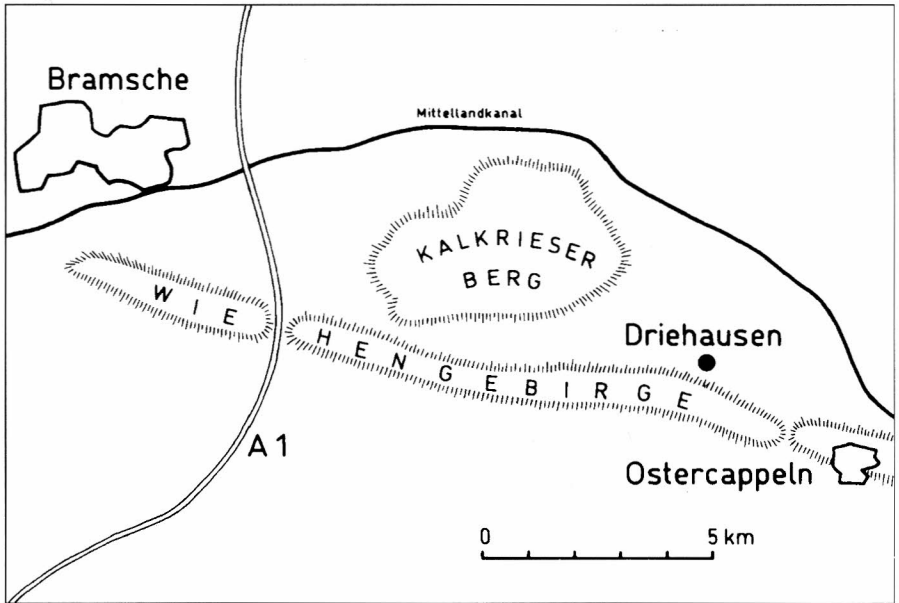 Bramsche
Mittellandkanal
KALKRIESER
BERG
WIE
HENGEBIRGE
Driehausen
A1
Ostercappeln
0 5 km